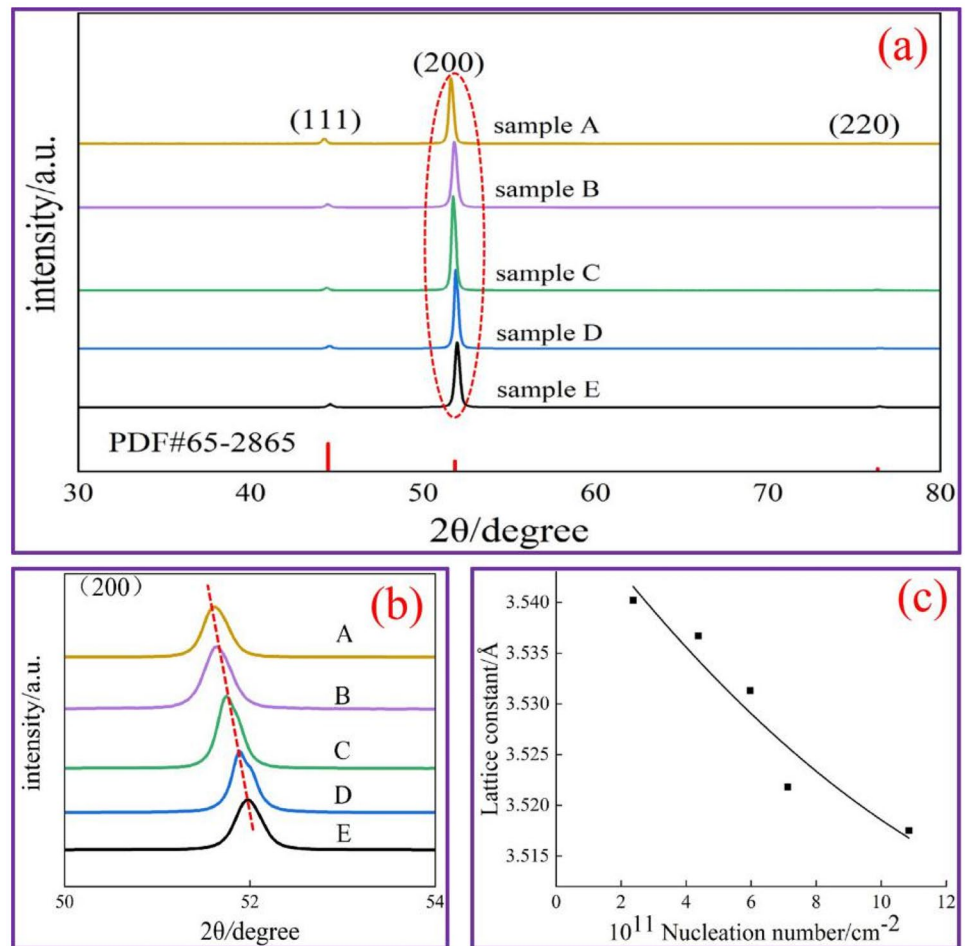 (a)
(200)
(111)
(220)
sample A
sample B
sample C
sample D
sample E
intensity/a.u.
PDF#65-2865
30 40 50 60 70 80
2θ/degree
（200）
(b)
A
B
C
D
E
intensity/a.u.
50 52 54
2θ/degree
(c)
3.540
3.535
3.530
3.525
3.520
3.515
Lattice constant/Å
0 2 4 6 8 10 12
10^11 Nucleation number/cm^-2